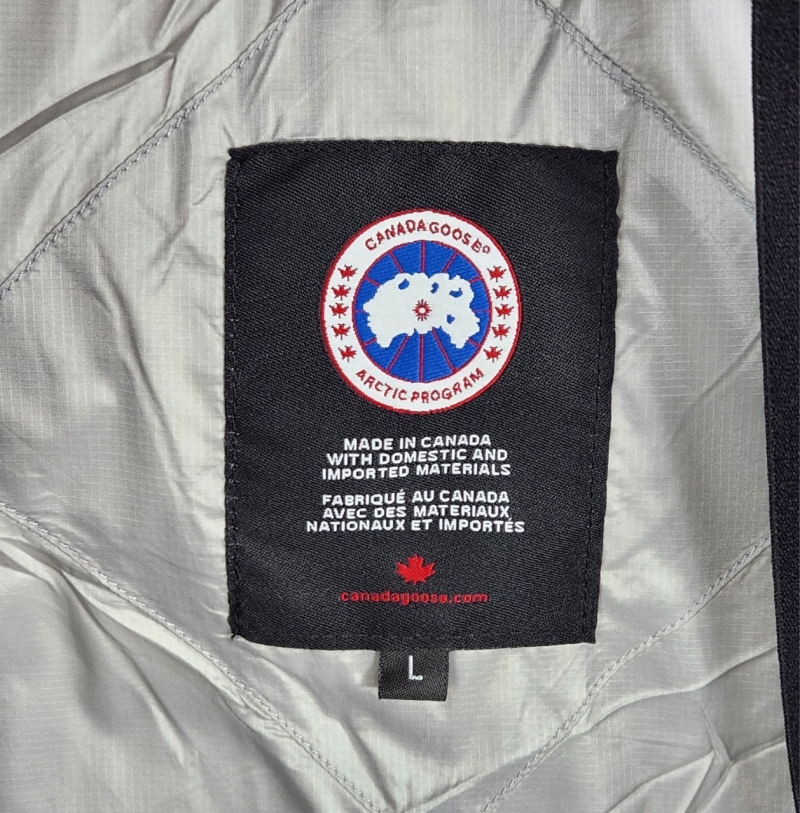 CANADA GOOSE®
ARCTIC PROGRAM
MADE IN CANADA
WITH DOMESTIC AND
IMPORTED MATERIALS
FABRIQUÉ AU CANADA
AVEC DES MATERIAUX
NATIONAUX ET IMPORTÉS
canadagoose.com
L